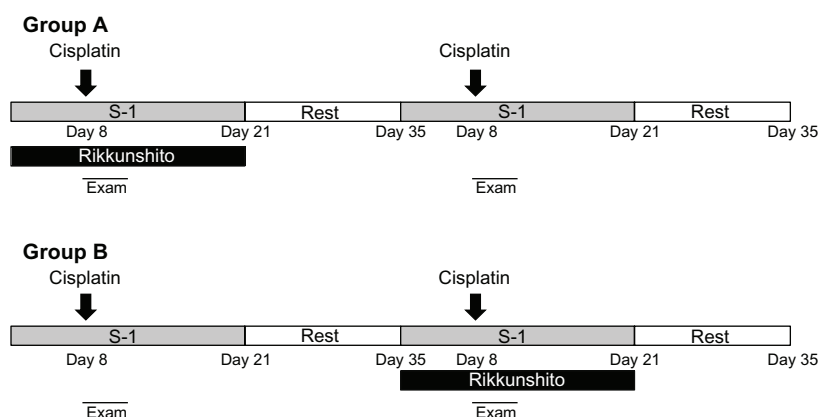 Group A
Cisplatin Cisplatin
S-1 Rest S-1 Rest
Day 8 Day 21 Day 35 Day 8 Day 21 Day 35
Rikkunshito
Exam Exam
Group B
Cisplatin Cisplatin
S-1 Rest S-1 Rest
Day 8 Day 21 Day 35 Day 8 Day 21 Day 35
Rikkunshito
Exam Exam